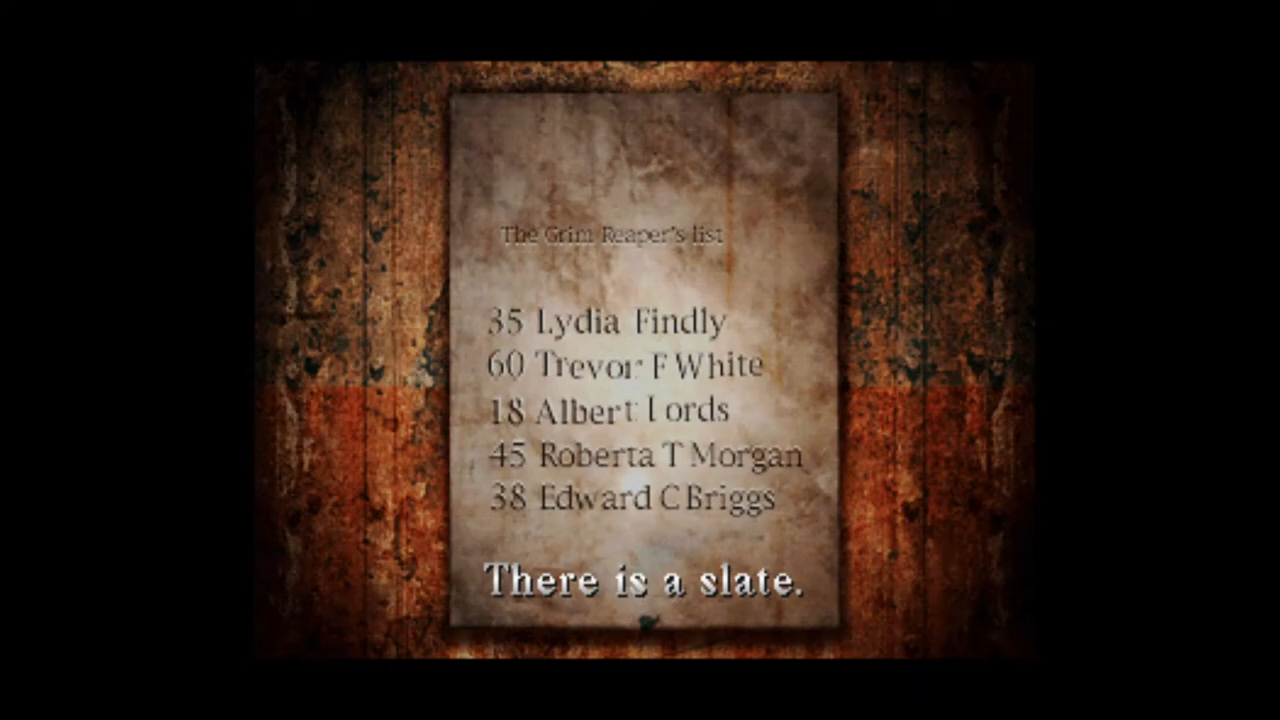 The Grim Reaper's list
35 Lydia Findly
60 Trevor F White
18 Albert Lords
45 Roberta T Morgan
38 Edward C Briggs
There is a slate.